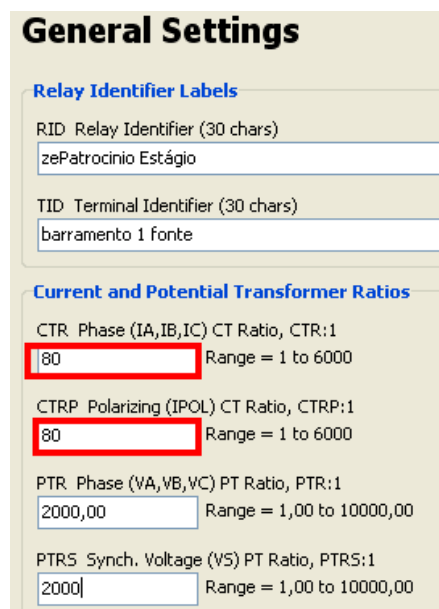 General Settings
Relay Identifier Labels
RID Relay Identifier (30 chars)
zePatrocinio Estágio
TID Terminal Identifier (30 chars)
barramento 1 fonte
Current and Potential Transformer Ratios
CTR Phase (IA,IB,IC) CT Ratio, CTR:1
80 Range = 1 to 6000
CTRP Polarizing (IPOL) CT Ratio, CTRP:1
80 Range = 1 to 6000
PTR Phase (VA,VB,VC) PT Ratio, PTR:1
2000,00 Range = 1,00 to 10000,00
PTRS Synch. Voltage (VS) PT Ratio, PTRS:1
2000 Range = 1,00 to 10000,00